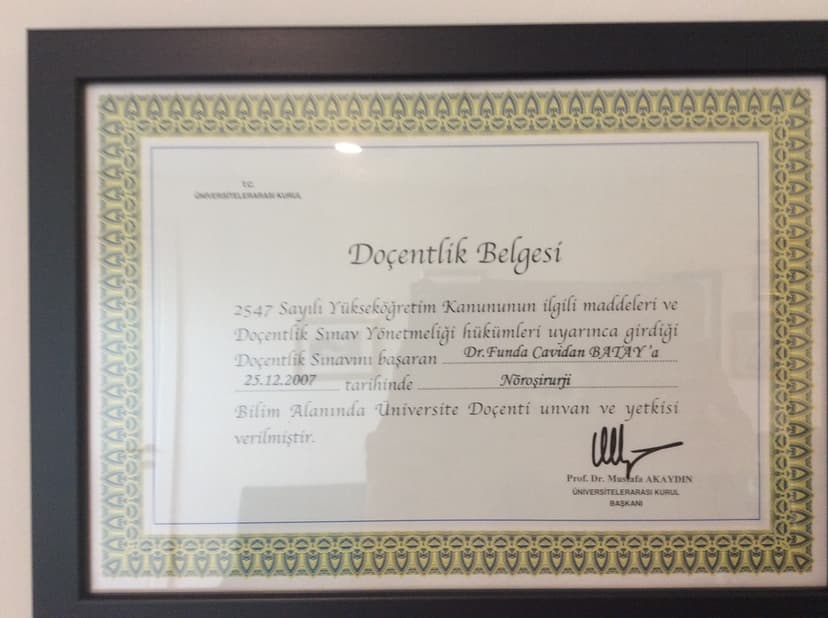 T.C.
ÜNİVERSİTELERARASI KURUL
Doçentlik Belgesi
2547 Sayılı Yükseköğretim Kanununun ilgili maddeleri ve
Doçentlik Sınav Yönetmeliği hükümleri uyarınca girdiği
Doçentlik Sınavını başaran Dr.Funda Cavidan BATAY'a
25.12.2007 tarihinde Nöroşirurji
Bilim Alanında Üniversite Doçenti unvan ve yetkisi
verilmiştir.
Prof. Dr. Mustafa AKAYDIN
ÜNİVERSİTELERARASI KURUL
BAŞKANI